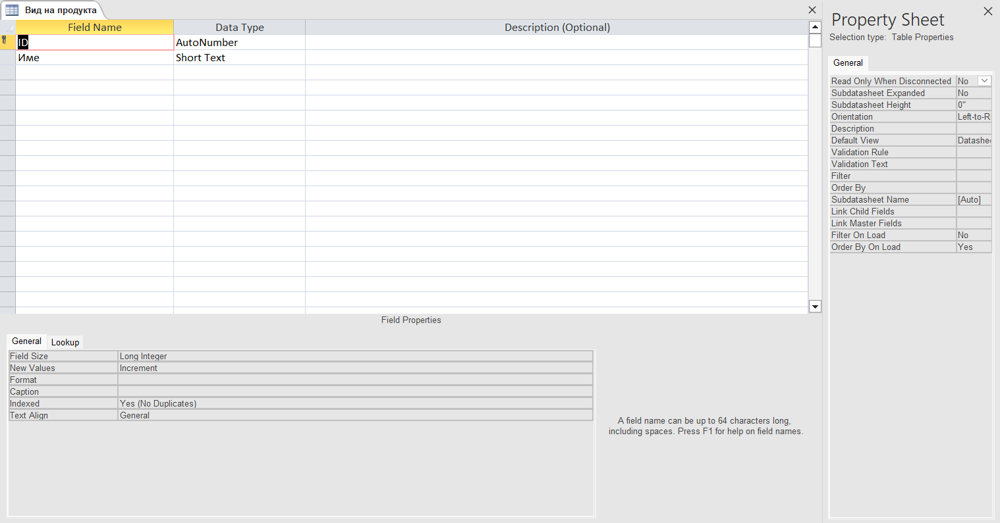 Вид на продукта
Field Name Data Type Description (Optional)
ID AutoNumber
Име Short Text
Field Properties
General Lookup
Field Size Long Integer
New Values Increment
Format
Caption
Indexed Yes (No Duplicates)
Text Align General
A field name can be up to 64 characters long,
including spaces. Press F1 for help on field names.
Property Sheet
Selection type: Table Properties
General
Read Only When Disconnected No
Subdatasheet Expanded No
Subdatasheet Height 0"
Orientation Left-to-R
Description
Default View Datashe
Validation Rule
Validation Text
Filter
Order By
Subdatasheet Name [Auto]
Link Child Fields
Link Master Fields
Filter On Load No
Order By On Load Yes